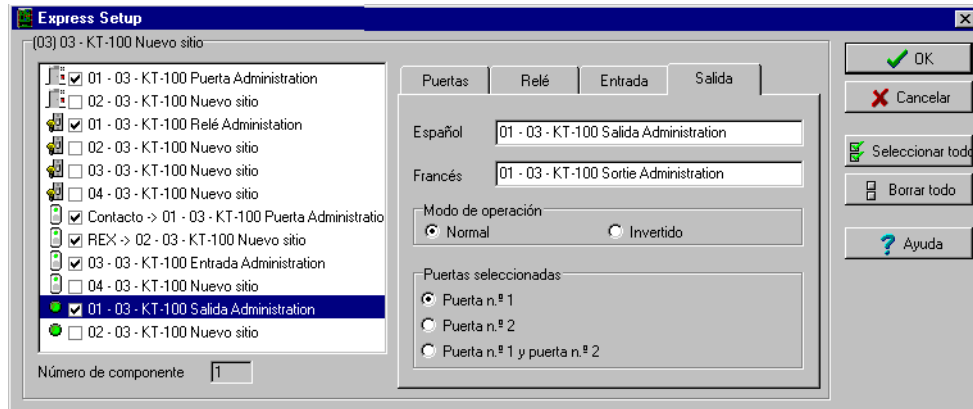 Express Setup
(03) 03 - KT-100 Nuevo sitio
01 - 03 - KT-100 Puerta Administration
02 - 03 - KT-100 Nuevo sitio
01 - 03 - KT-100 Relé Administation
02 - 03 - KT-100 Nuevo sitio
03 - 03 - KT-100 Nuevo sitio
04 - 03 - KT-100 Nuevo sitio
Contacto -> 01 - 03 - KT-100 Puerta Administratio
REX -> 02 - 03 - KT-100 Nuevo sitio
03 - 03 - KT-100 Entrada Administration
04 - 03 - KT-100 Nuevo sitio
01 - 03 - KT-100 Salida Administration
02 - 03 - KT-100 Nuevo sitio
Número de componente 1
Puertas Relé Entrada Salida
Español 01 - 03 - KT-100 Salida Administration
Francés 01 - 03 - KT-100 Sortie Administration
Modo de operación
Normal Invertido
Puertas seleccionadas
Puerta n.º 1
Puerta n.º 2
Puerta n.º 1 y puerta n.º 2
OK
Cancelar
Seleccionar todo
Borrar todo
Ayuda